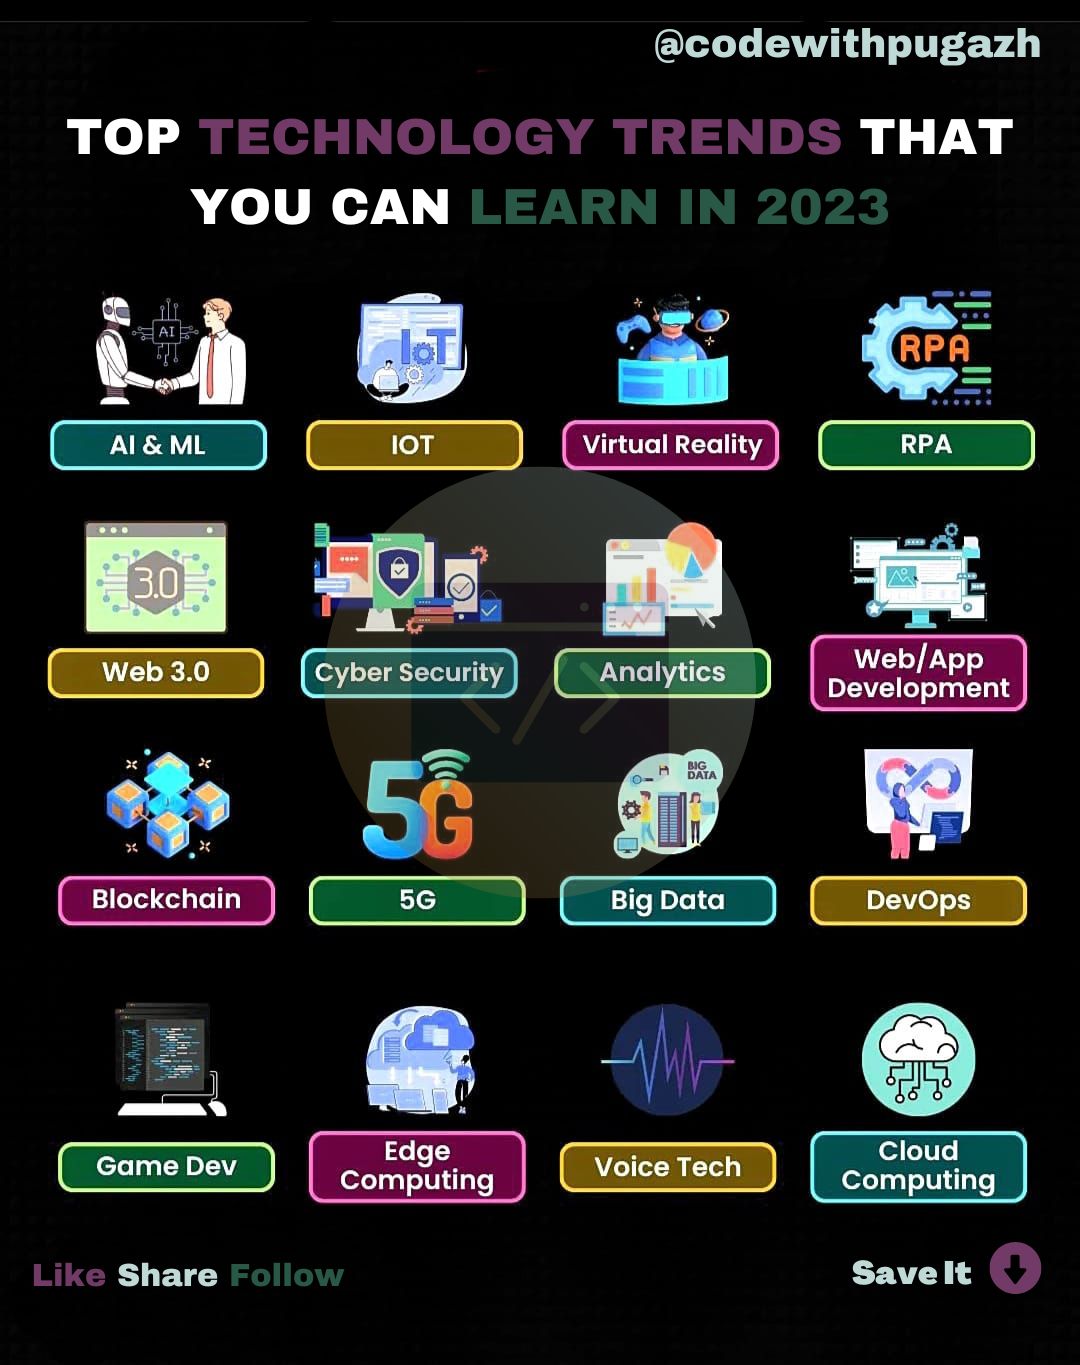 @codewithpugazh
TOP TECHNOLOGY TRENDS THAT
YOU CAN LEARN IN 2023
AI
IoT
RPA
AI & ML
IOT
Virtual Reality
RPA
3.0
Web 3.0
Cyber Security
Analytics
Web/App
Development
5G
BIG
DATA
Blockchain
5G
Big Data
DevOps
Game Dev
Edge
Computing
Voice Tech
Cloud
Computing
Like Share Follow
Save It